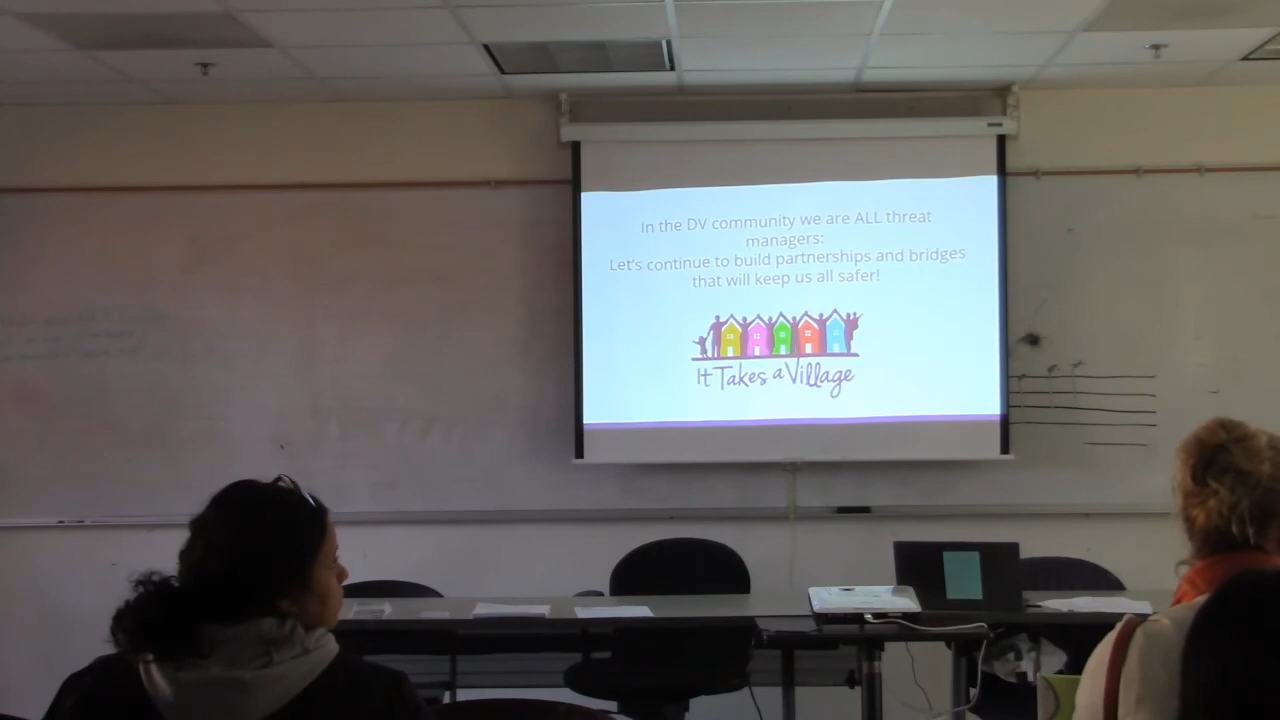 In the DV community we are ALL threat
managers:
Let's continue to build partnerships and bridges
that will keep us all safer!
It Takes a Village